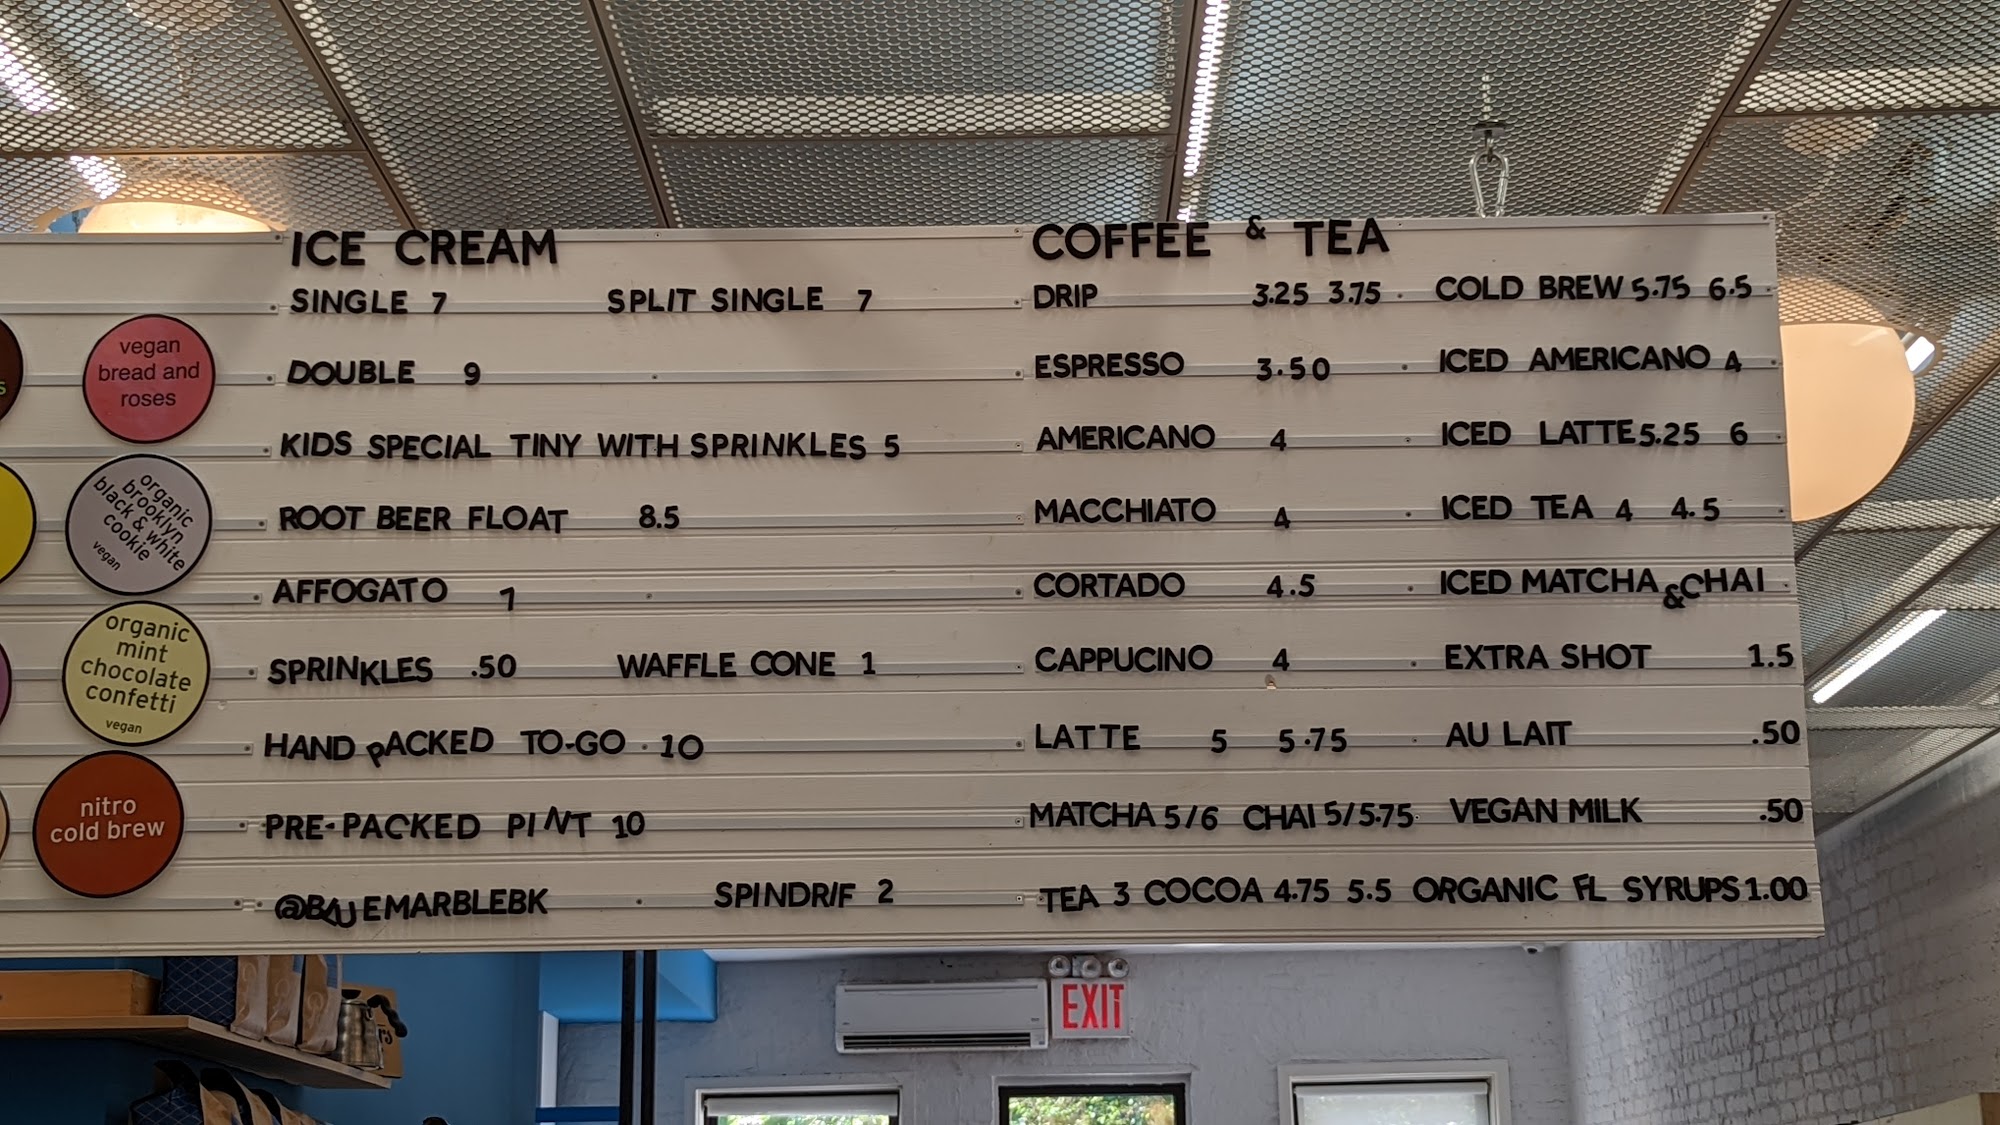 ICE CREAM
SINGLE 7 SPLIT SINGLE 7
DOUBLE 9
KIDS SPECIAL TINY WITH SPRINKLES 5
ROOT BEER FLOAT 8.5
AFFOGATO 7
SPRINKLES .50 WAFFLE CONE 1
HAND PACKED TO-GO · 10
PRE-PACKED PINT 10
@BLUEMARBLEBK SPINDRIF 2
COFFEE & TEA
DRIP 3.25 3.75
ESPRESSO 3.50
AMERICANO 4
MACCHIATO 4
CORTADO 4.5
CAPPUCINO 4
LATTE 5 5.75
MATCHA 5/6 CHAI 5/5.75
TEA 3 COCOA 4.75 5.5
COLD BREW 5.75 6.5
ICED AMERICANO 4
ICED LATTE 5.25 6
ICED TEA 4 4.5
ICED MATCHA & CHAI
EXTRA SHOT 1.5
AU LAIT .50
VEGAN MILK .50
ORGANIC FL SYRUPS 1.00
vegan
bread and
roses
organic
brooklyn
black & white
cookie
vegan
organic
mint
chocolate
confetti
vegan
nitro
cold brew
EXIT